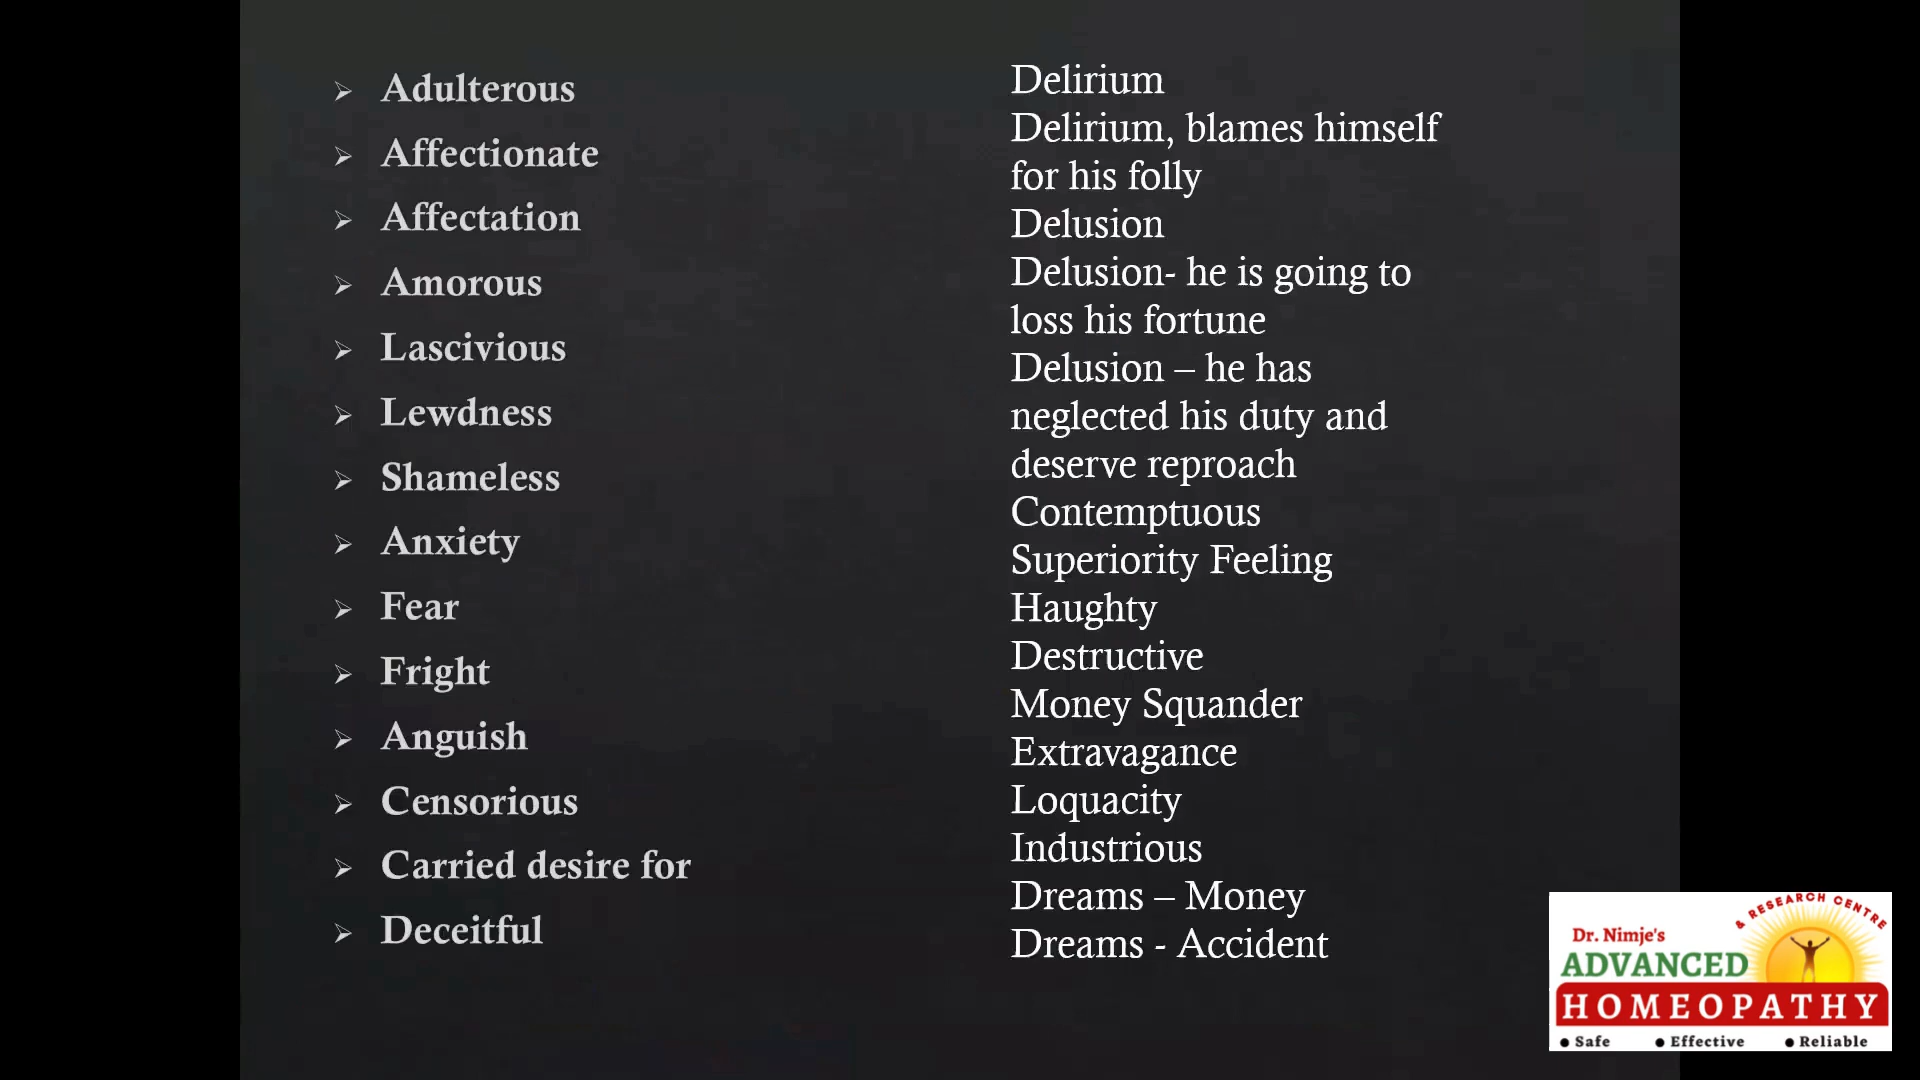 Adulterous
Affectionate
Affectation
Amorous
Lascivious
Lewdness
Shameless
Anxiety
Fear
Fright
Anguish
Censorious
Carried desire for
Deceitful
Delirium
Delirium, blames himself
for his folly
Delusion
Delusion- he is going to
loss his fortune
Delusion – he has
neglected his duty and
deserve reproach
Contemptuous
Superiority Feeling
Haughty
Destructive
Money Squander
Extravagance
Loquacity
Industrious
Dreams – Money
Dreams - Accident
& RESEARCH CENTRE
Dr. Nimje's
ADVANCED
HOMEOPATHY
● Safe ● Effective ● Reliable